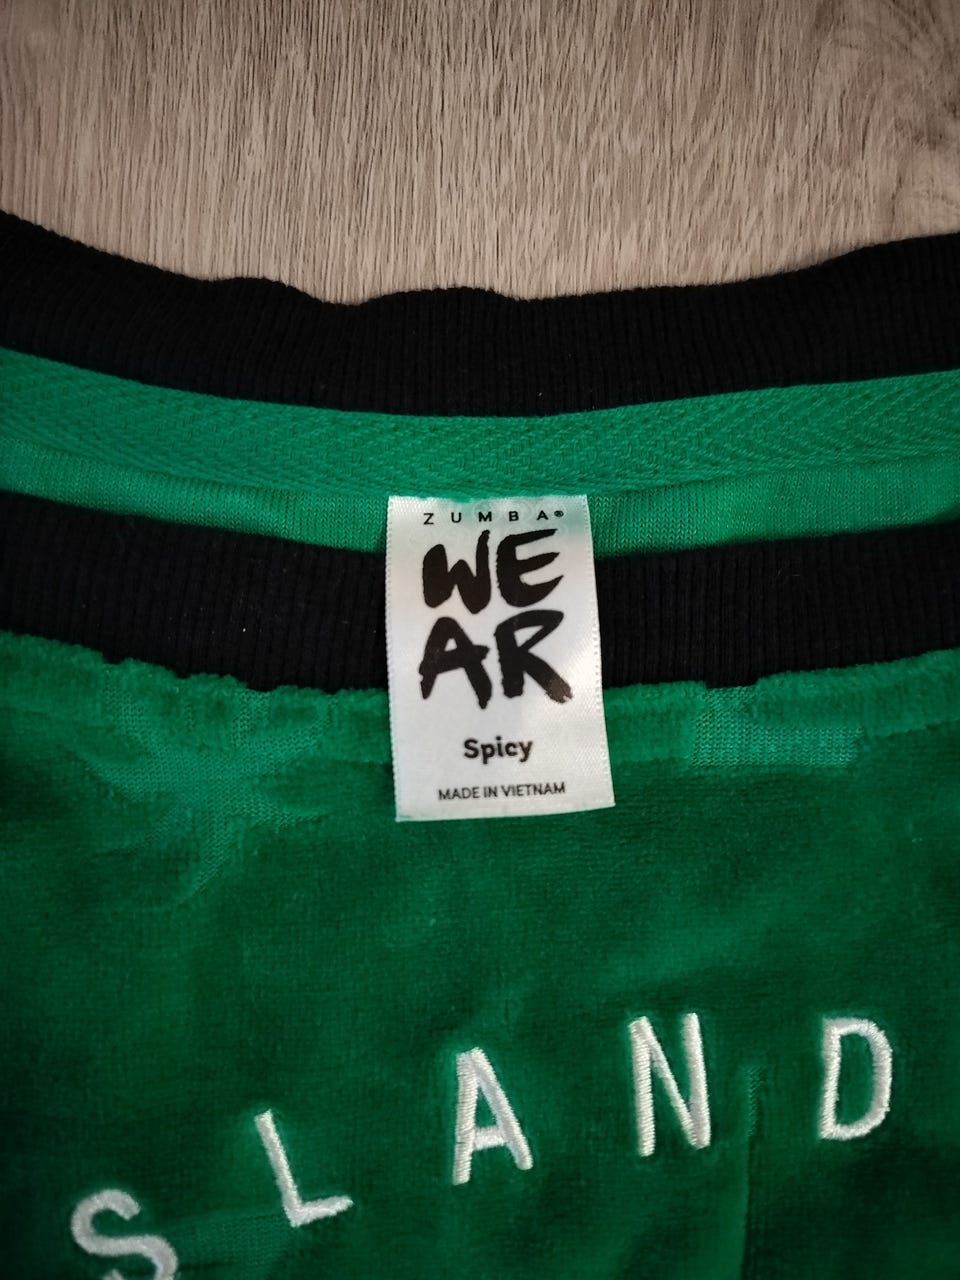 ZUMBA®
WE
AR
Spicy
MADE IN VIETNAM
SLAND